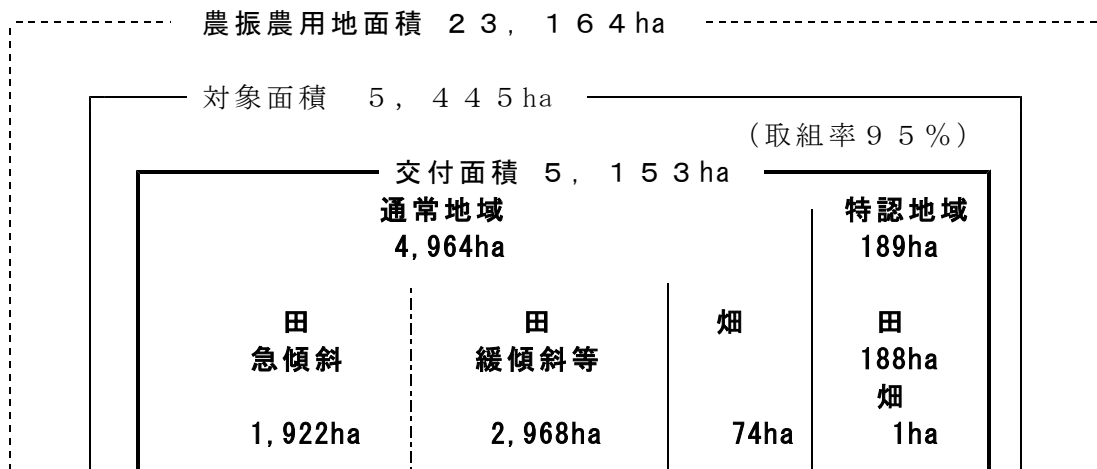 農振農用地面積 ２３，１６４ha
対象面積 ５，４４５ha
（取組率９５％）
交付面積 ５，１５３ha
通常地域 特認地域
4,964ha 189ha
田 田 畑 田
急傾斜 緩傾斜等 188ha
畑
1,922ha 2,968ha 74ha 1ha